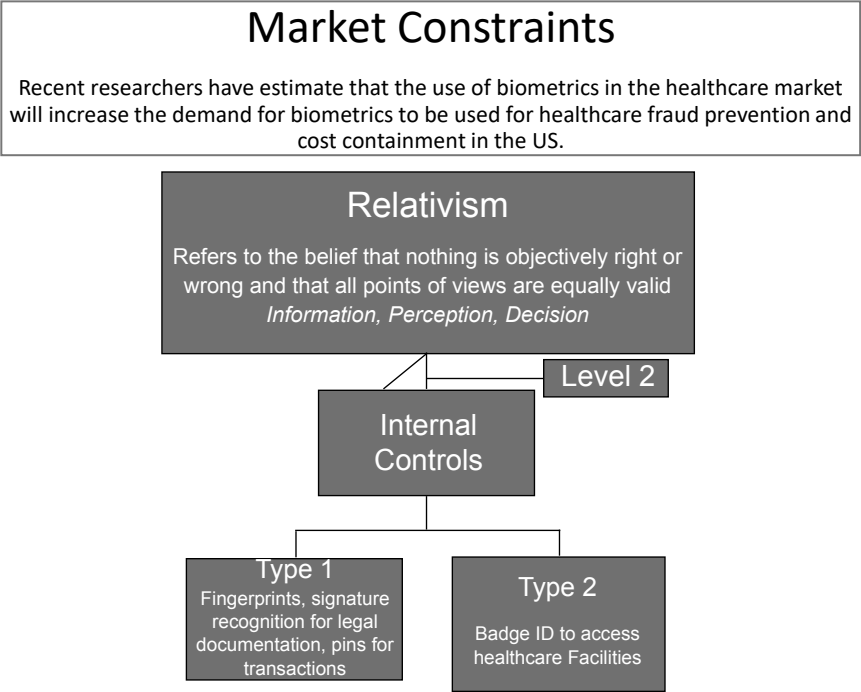 Market Constraints
Recent researchers have estimate that the use of biometrics in the healthcare market
will increase the demand for biometrics to be used for healthcare fraud prevention and
cost containment in the US.
Relativism
Refers to the belief that nothing is objectively right or
wrong and that all points of views are equally valid
Information, Perception, Decision
Level 2
Internal
Controls
Type 1
Fingerprints, signature
recognition for legal
documentation, pins for
transactions
Type 2
Badge ID to access
healthcare Facilities